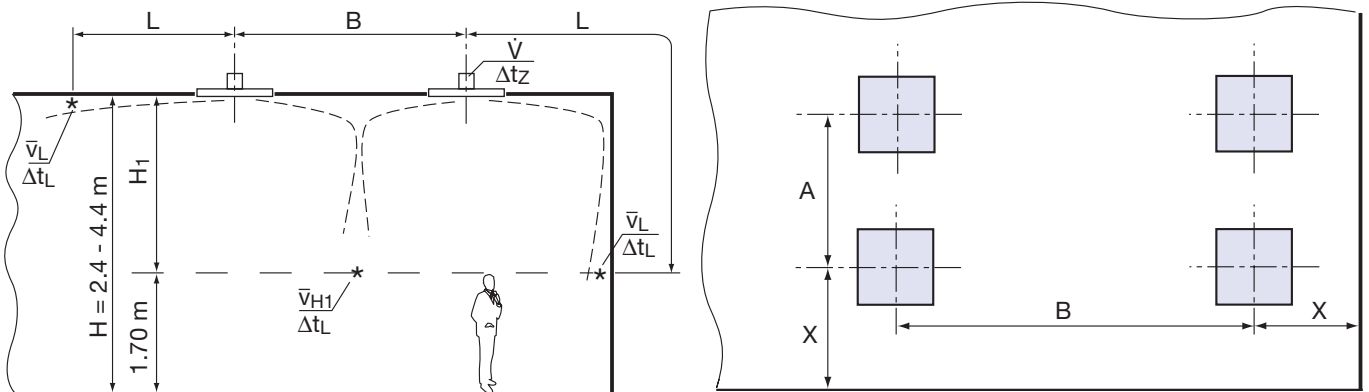 L
B
L
V̇
ΔtZ
v̄L
ΔtL
H1
H = 2.4 - 4.4 m
v̄L
ΔtL
v̄H1
ΔtL
1.70 m
A
B
X
X